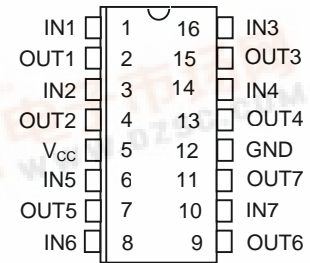 IN1 1 16 IN3
OUT1 2 15 OUT3
IN2 3 14 IN4
OUT2 4 13 OUT4
VCC 5 12 GND
IN5 6 11 OUT7
OUT5 7 10 IN7
IN6 8 9 OUT6